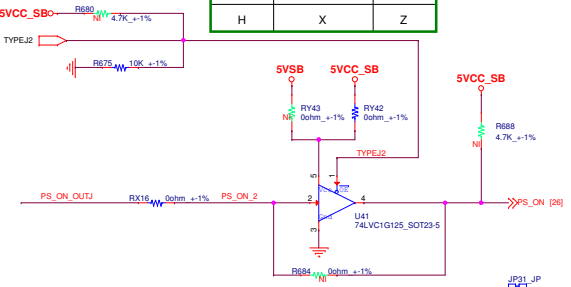 R680
5VCC_SB
NI
4.7K_+-1%
H
X
Z
TYPEJ2
R675
10K_+-1%
5VSB
5VCC_SB
5VCC_SB
RY43
NI
0ohm_+-1%
RY42
0ohm_+-1%
R688
4.7K_+-1%
NI
TYPEJ2
5
1
PS_ON_OUTJ
RX16
0ohm_+-1%
PS_ON_2
2
4
PS_ON [26]
3
U41
74LVC1G125_SOT23-5
R684
0ohm_+-1%
NI
JP31_JP